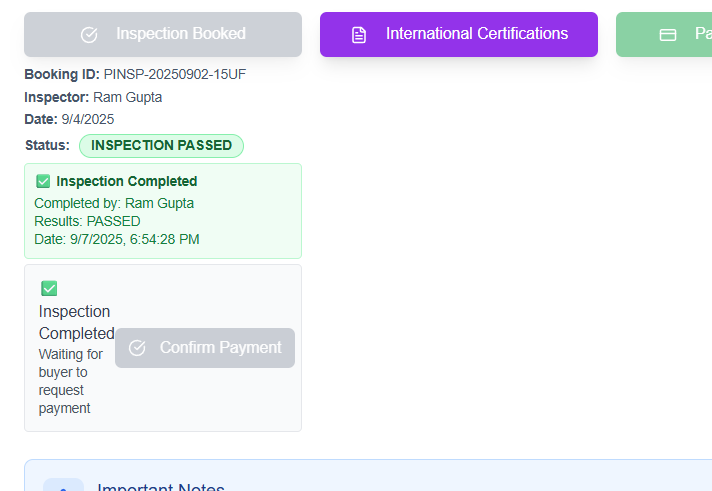 Inspection Booked
International Certifications
Booking ID: PINSP-20250902-15UF
Inspector: Ram Gupta
Date: 9/4/2025
Status: INSPECTION PASSED
Inspection Completed
Completed by: Ram Gupta
Results: PASSED
Date: 9/7/2025, 6:54:28 PM
Inspection
Completed
Waiting for
buyer to
request
payment
Confirm Payment
Important Notes